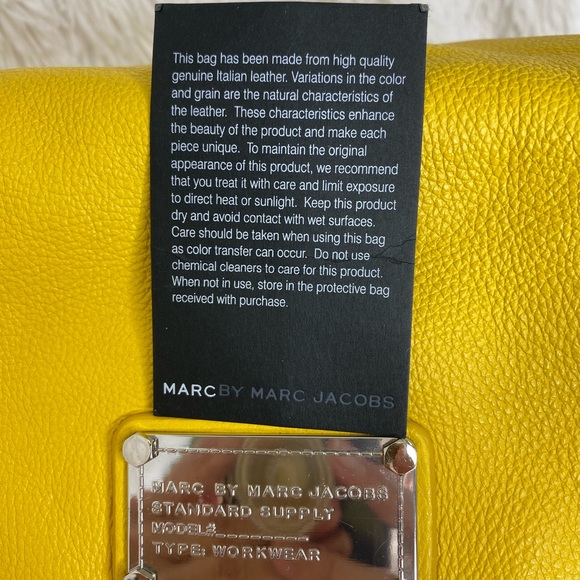 This bag has been made from high quality
genuine Italian leather. Variations in the color
and grain are the natural characteristics of
the leather. These characteristics enhance
the beauty of the product and make each
piece unique. To maintain the original
appearance of this product, we recommend
that you treat it with care and limit exposure
to direct heat or sunlight. Keep this product
dry and avoid contact with wet surfaces.
Care should be taken when using this bag
as color transfer can occur. Do not use
chemical cleaners to care for this product.
When not in use, store in the protective bag
received with purchase.
MARCBY MARC JACOBS
MARC BY MARC JACOBS
STANDARD SUPPLY
MODEL#_________
TYPE: WORKWEAR